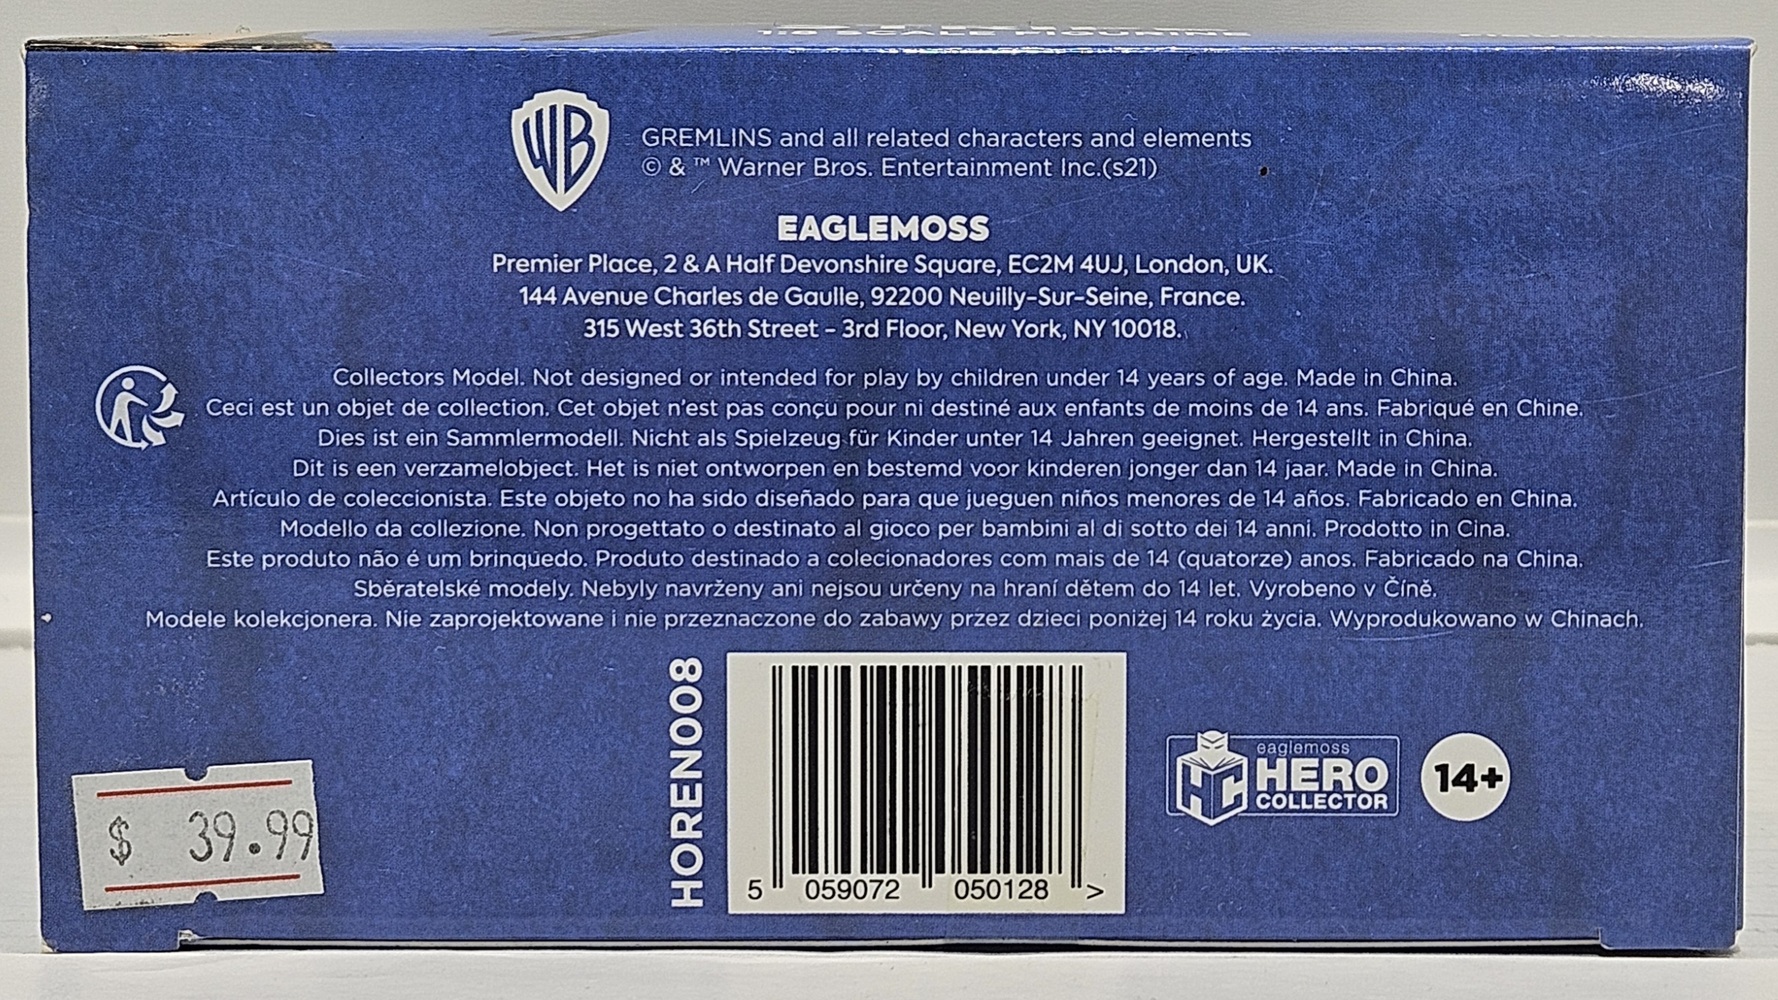 1:8 SCALE FIGURINE
WB
GREMLINS and all related characters and elements
© & ™ Warner Bros. Entertainment Inc.(s21)
EAGLEMOSS
Premier Place, 2 & A Half Devonshire Square, EC2M 4UJ, London, UK.
144 Avenue Charles de Gaulle, 92200 Neuilly-Sur-Seine, France.
315 West 36th Street - 3rd Floor, New York, NY 10018.
Collectors Model. Not designed or intended for play by children under 14 years of age. Made in China.
Ceci est un objet de collection. Cet objet n'est pas conçu pour ni destiné aux enfants de moins de 14 ans. Fabriqué en Chine.
Dies ist ein Sammlermodell. Nicht als Spielzeug für Kinder unter 14 Jahren geeignet. Hergestellt in China.
Dit is een verzamelobject. Het is niet ontworpen en bestemd voor kinderen jonger dan 14 jaar. Made in China.
Artículo de coleccionista. Este objeto no ha sido diseñado para que jueguen niños menores de 14 años. Fabricado en China.
Modello da collezione. Non progettato o destinato al gioco per bambini al di sotto dei 14 anni. Prodotto in Cina.
Este produto não é um brinquedo. Produto destinado a colecionadores com mais de 14 (quatorze) anos. Fabricado na China.
Sběratelské modely. Nebyly navrženy ani nejsou určeny na hraní dětem do 14 let. Vyrobeno v Číně.
Modele kolekcjonera. Nie zaprojektowane i nie przeznaczone do zabawy przez dzieci poniżej 14 roku życia. Wyprodukowano w Chinach.
$ 39.99
HOREN008
5 059072 050128 >
HC
eaglemoss
HERO
COLLECTOR
14+